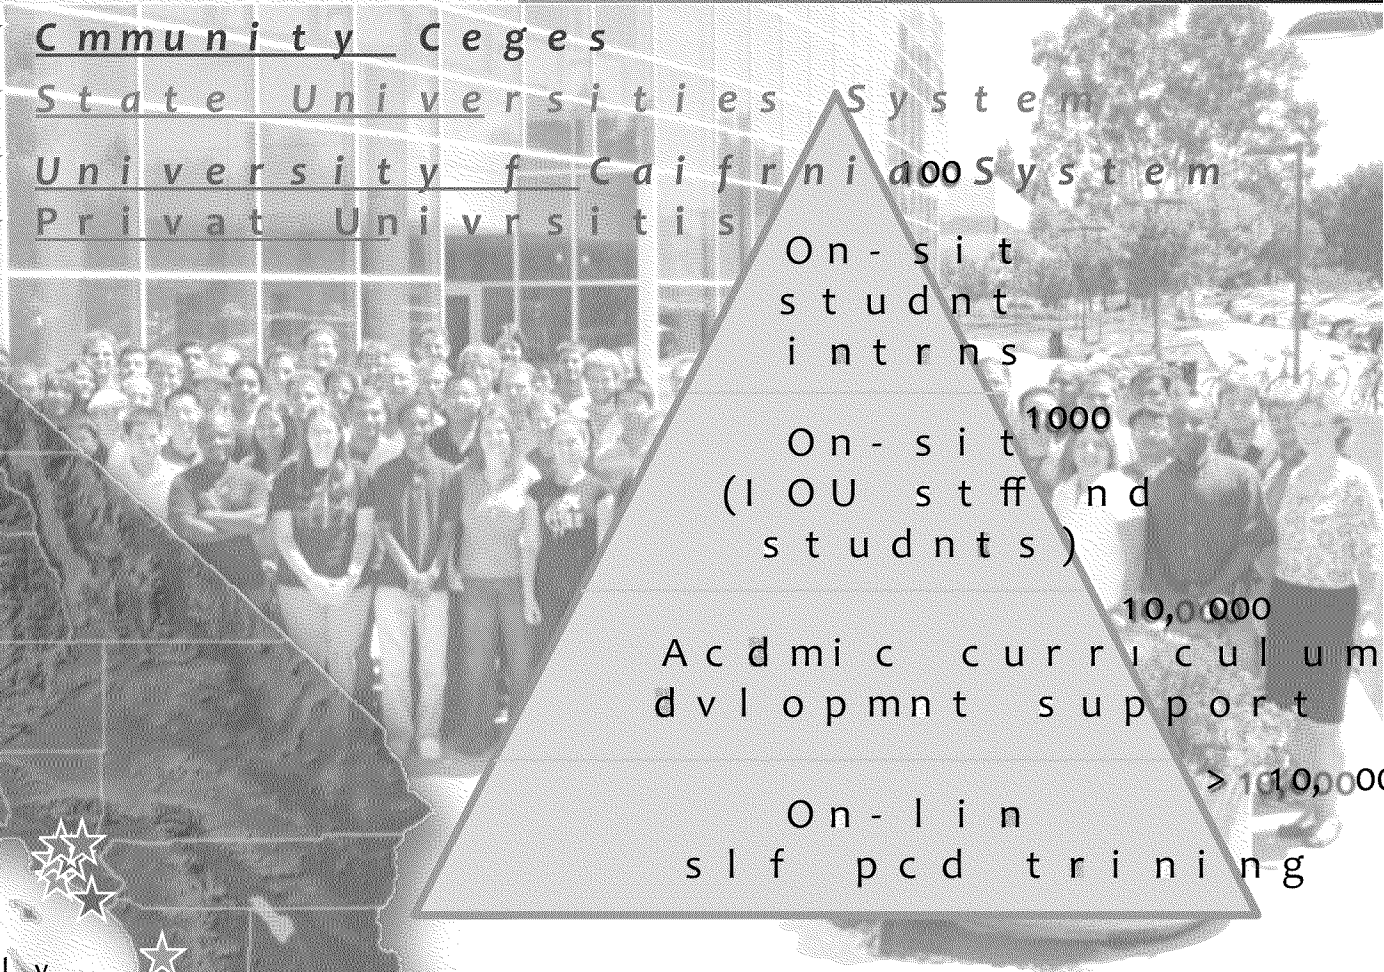 Cmmunity Ceges
State Universities System
University f Caifrnia System
Privat Univrsitis
100
On-sit
studnt
intrns
1000
On-sit
(IOU stff nd
studnts)
10,000
Acdmic curriculum
dvlopmnt support
> 10,000
On-lin
slf pcd trining